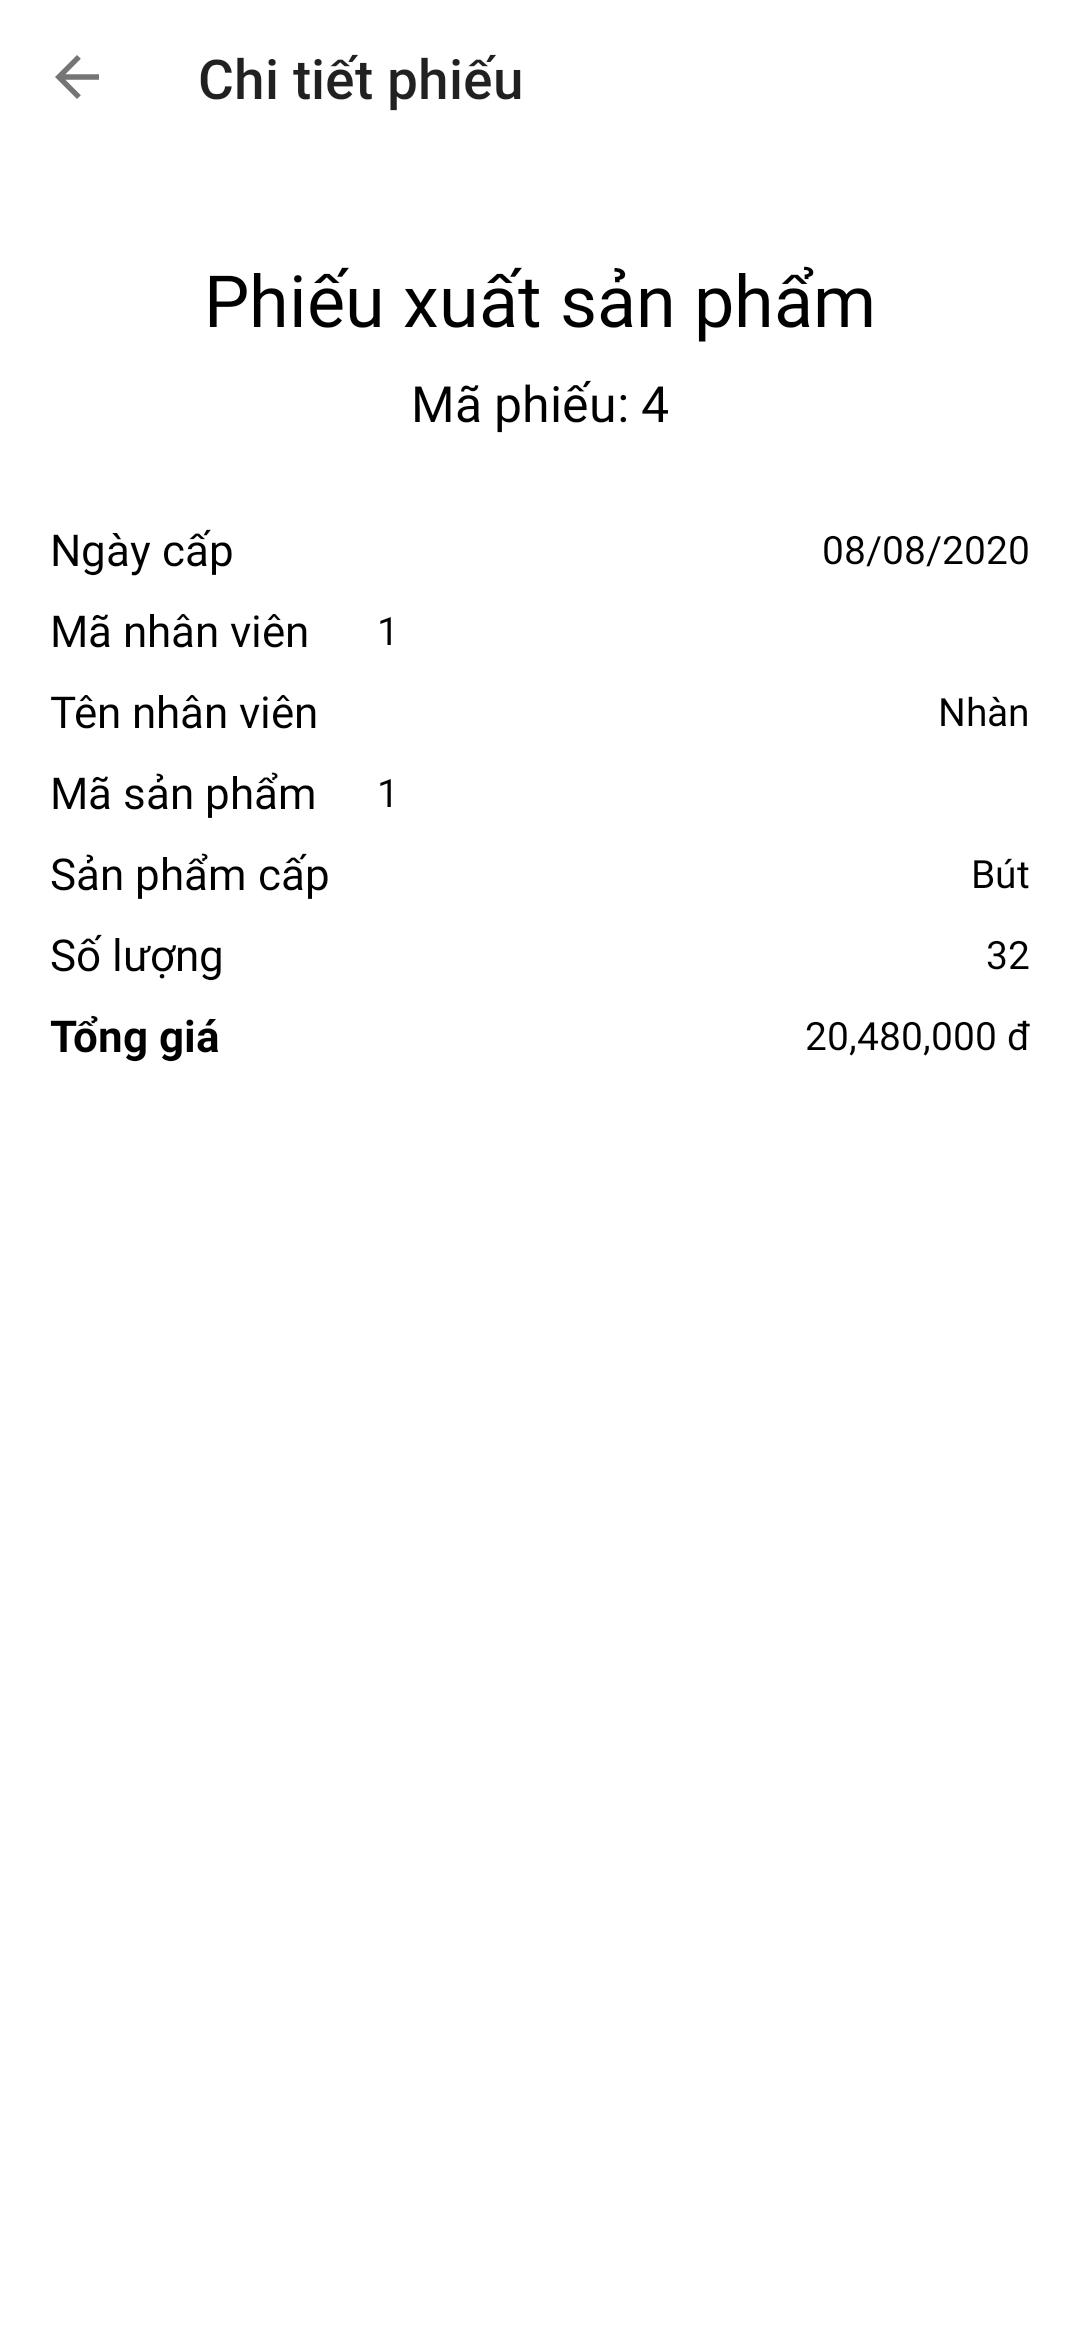 Chi tiết phiếu
Phiếu xuất sản phẩm
Mã phiếu: 4
Ngày cấp 08/08/2020
Mã nhân viên 1
Tên nhân viên Nhàn
Mã sản phẩm 1
Sản phẩm cấp Bút
Số lượng 32
Tổng giá 20,480,000 đ